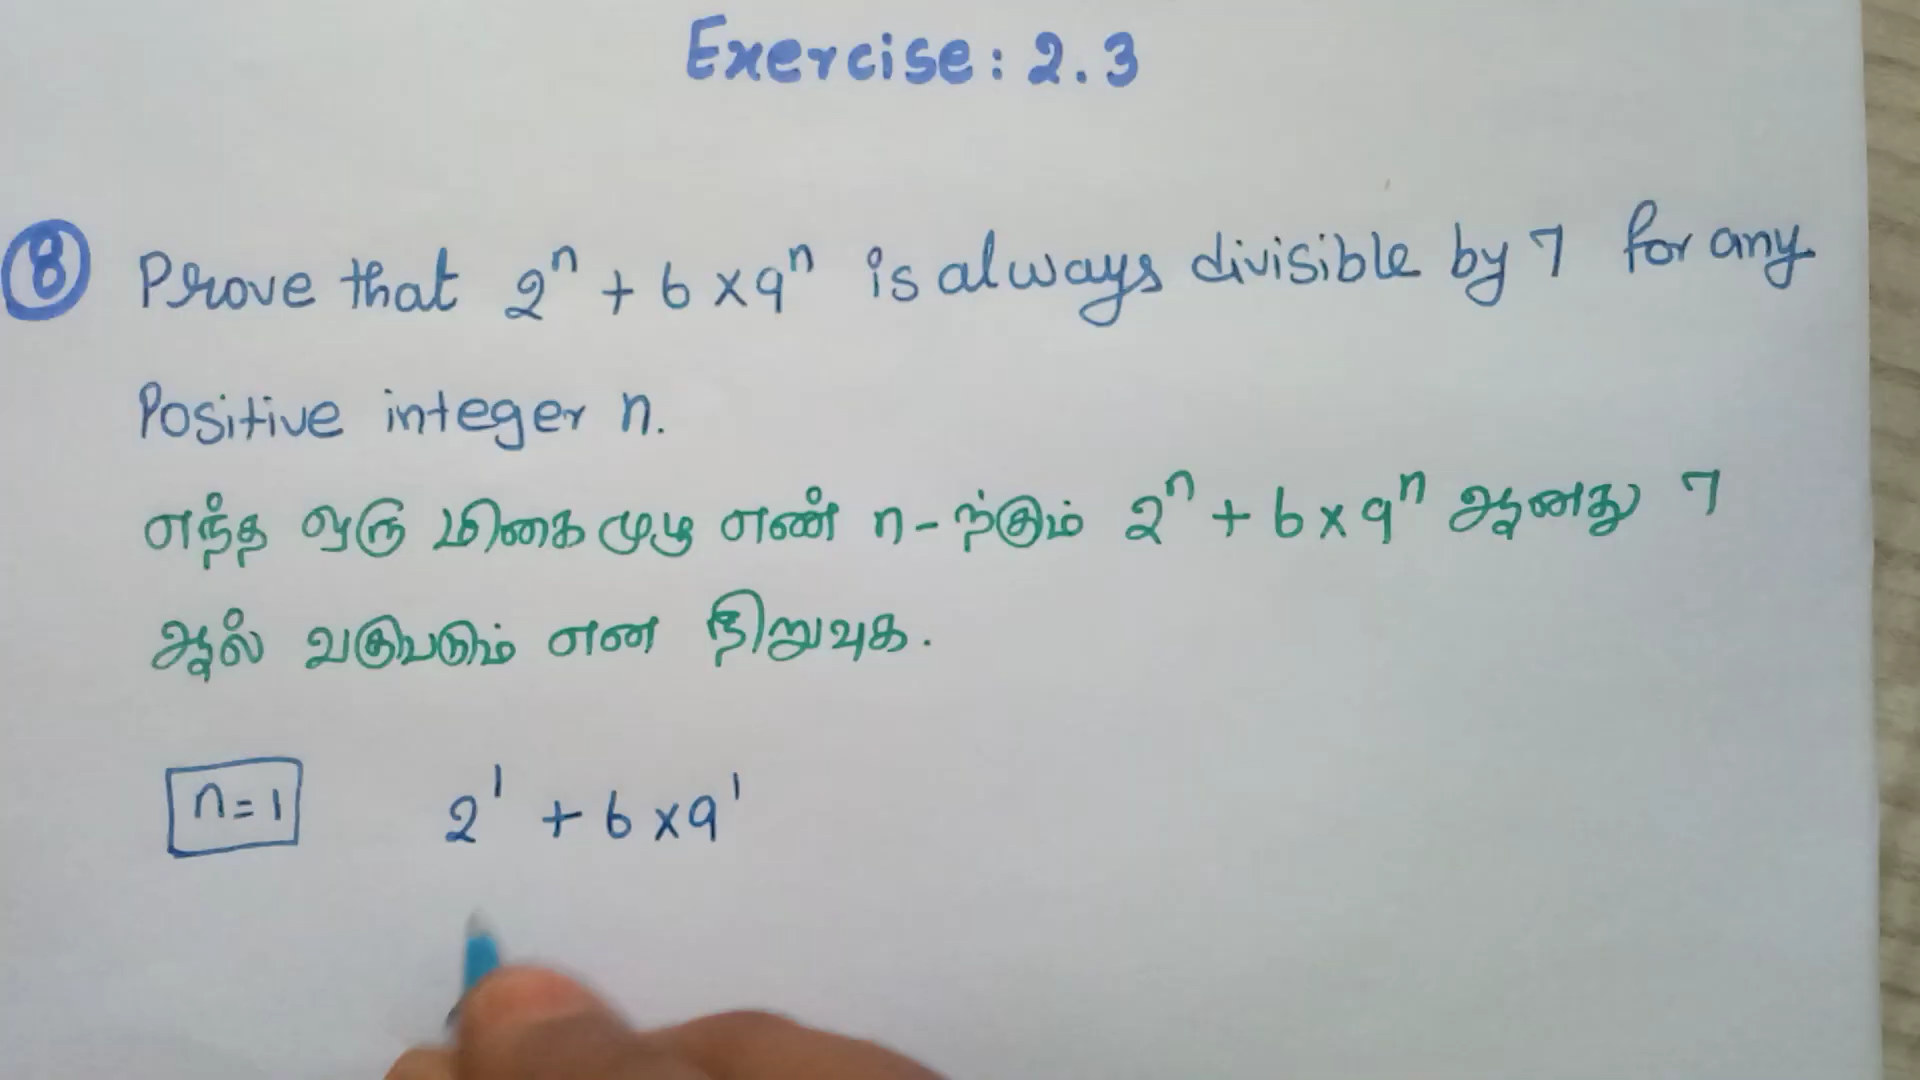 Exercise: 2.3
8 Prove that 2ⁿ + 6 × 9ⁿ is always divisible by 7 for any
Positive integer n.
எந்த ஒரு மிகை முழு எண் n - ற்கும் 2ⁿ + 6 × 9ⁿ ஆனது 7
ஆல் வகுபடும் என நிறுவுக.
n = 1 2¹ + 6 × 9¹